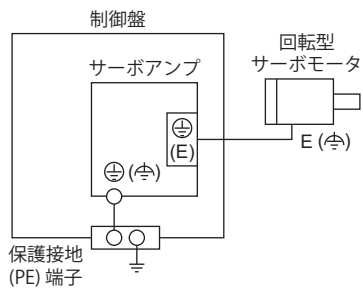 制御盤
サーボアンプ
回転型
サーボモータ
(E)
E ( )
( )
保護接地
(PE) 端子